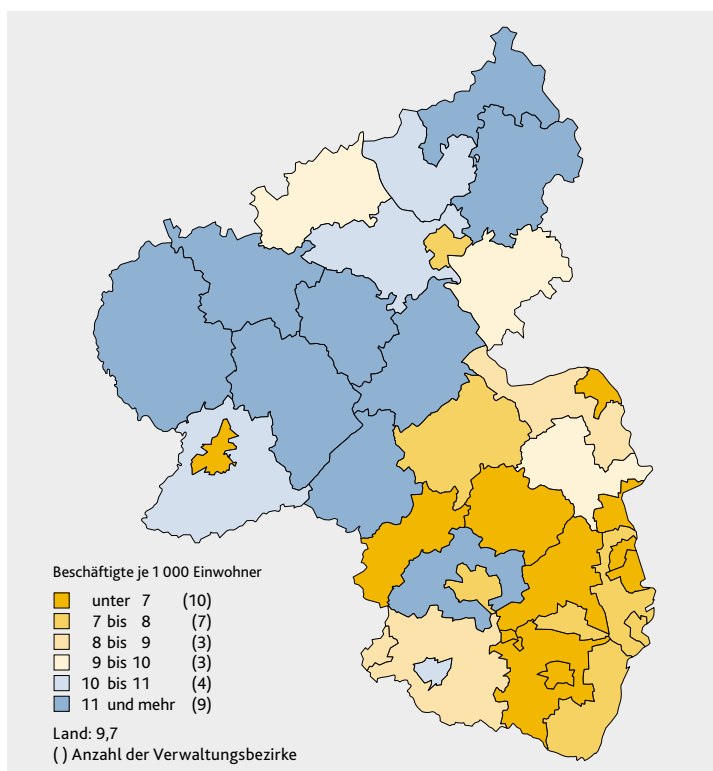 Beschäftigte je 1 000 Einwohner
unter 7 (10)
7 bis 8 (7)
8 bis 9 (3)
9 bis 10 (3)
10 bis 11 (4)
11 und mehr (9)
Land: 9,7
( ) Anzahl der Verwaltungsbezirke